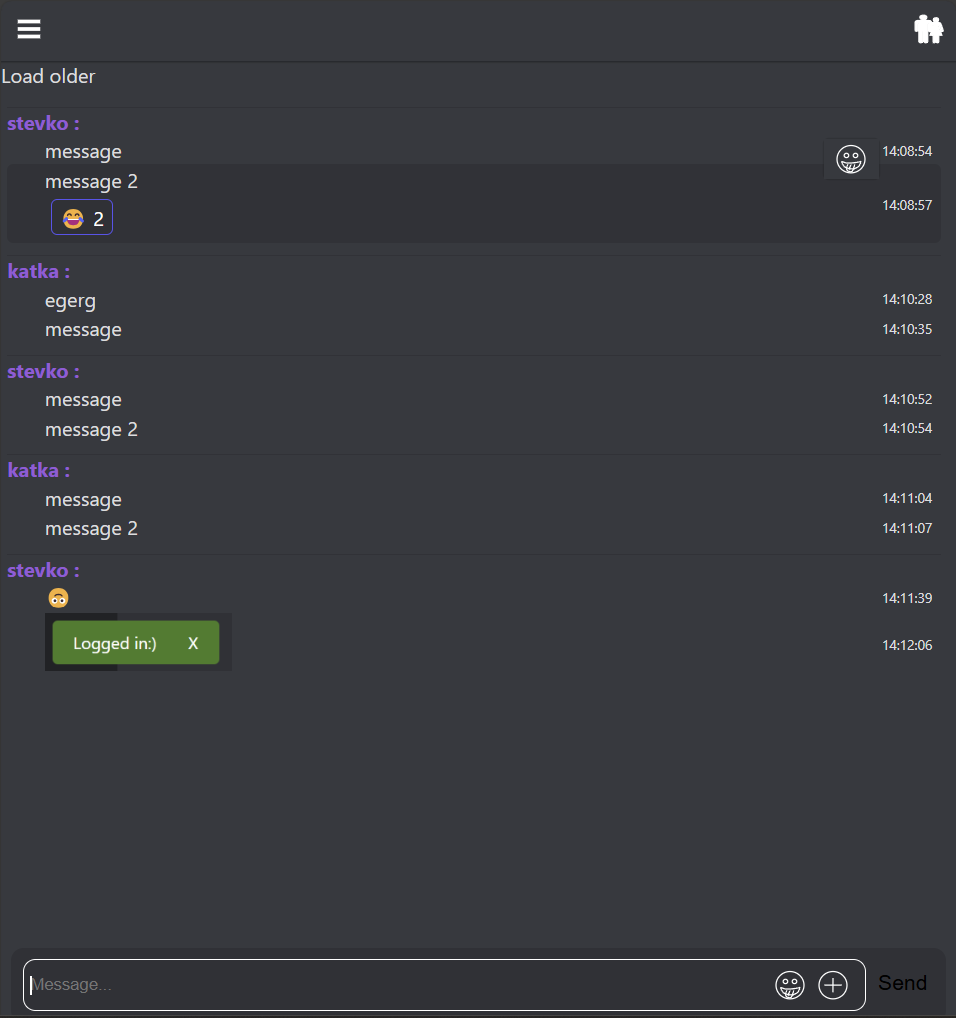 Load older
stevko :
message 14:08:54
message 2
14:08:57
😂 2
katka :
egerg 14:10:28
message 14:10:35
stevko :
message 14:10:52
message 2 14:10:54
katka :
message 14:11:04
message 2 14:11:07
stevko :
🙃 14:11:39
Logged in:) X 14:12:06
Message... Send